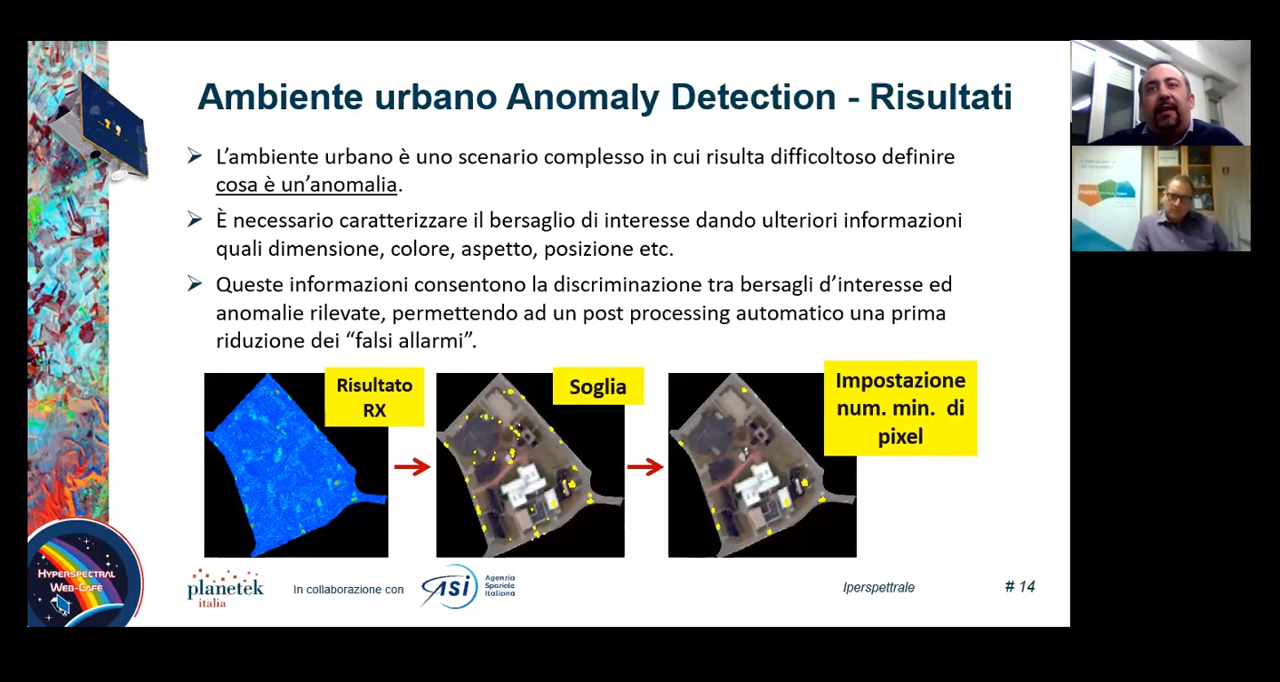 Ambiente urbano Anomaly Detection - Risultati
L’ambiente urbano è uno scenario complesso in cui risulta difficoltoso definire
cosa è un’anomalia.
È necessario caratterizzare il bersaglio di interesse dando ulteriori informazioni
quali dimensione, colore, aspetto, posizione etc.
Queste informazioni consentono la discriminazione tra bersagli d’interesse ed
anomalie rilevate, permettendo ad un post processing automatico una prima
riduzione dei “falsi allarmi”.
Risultato
RX
Soglia
Impostazione
num. min. di
pixel
HYPERSPECTRAL
WEB-CAFÈ
planetek
italia
In collaborazione con
ASI
Agenzia
Spaziale
Italiana
Iperspettrale
# 14